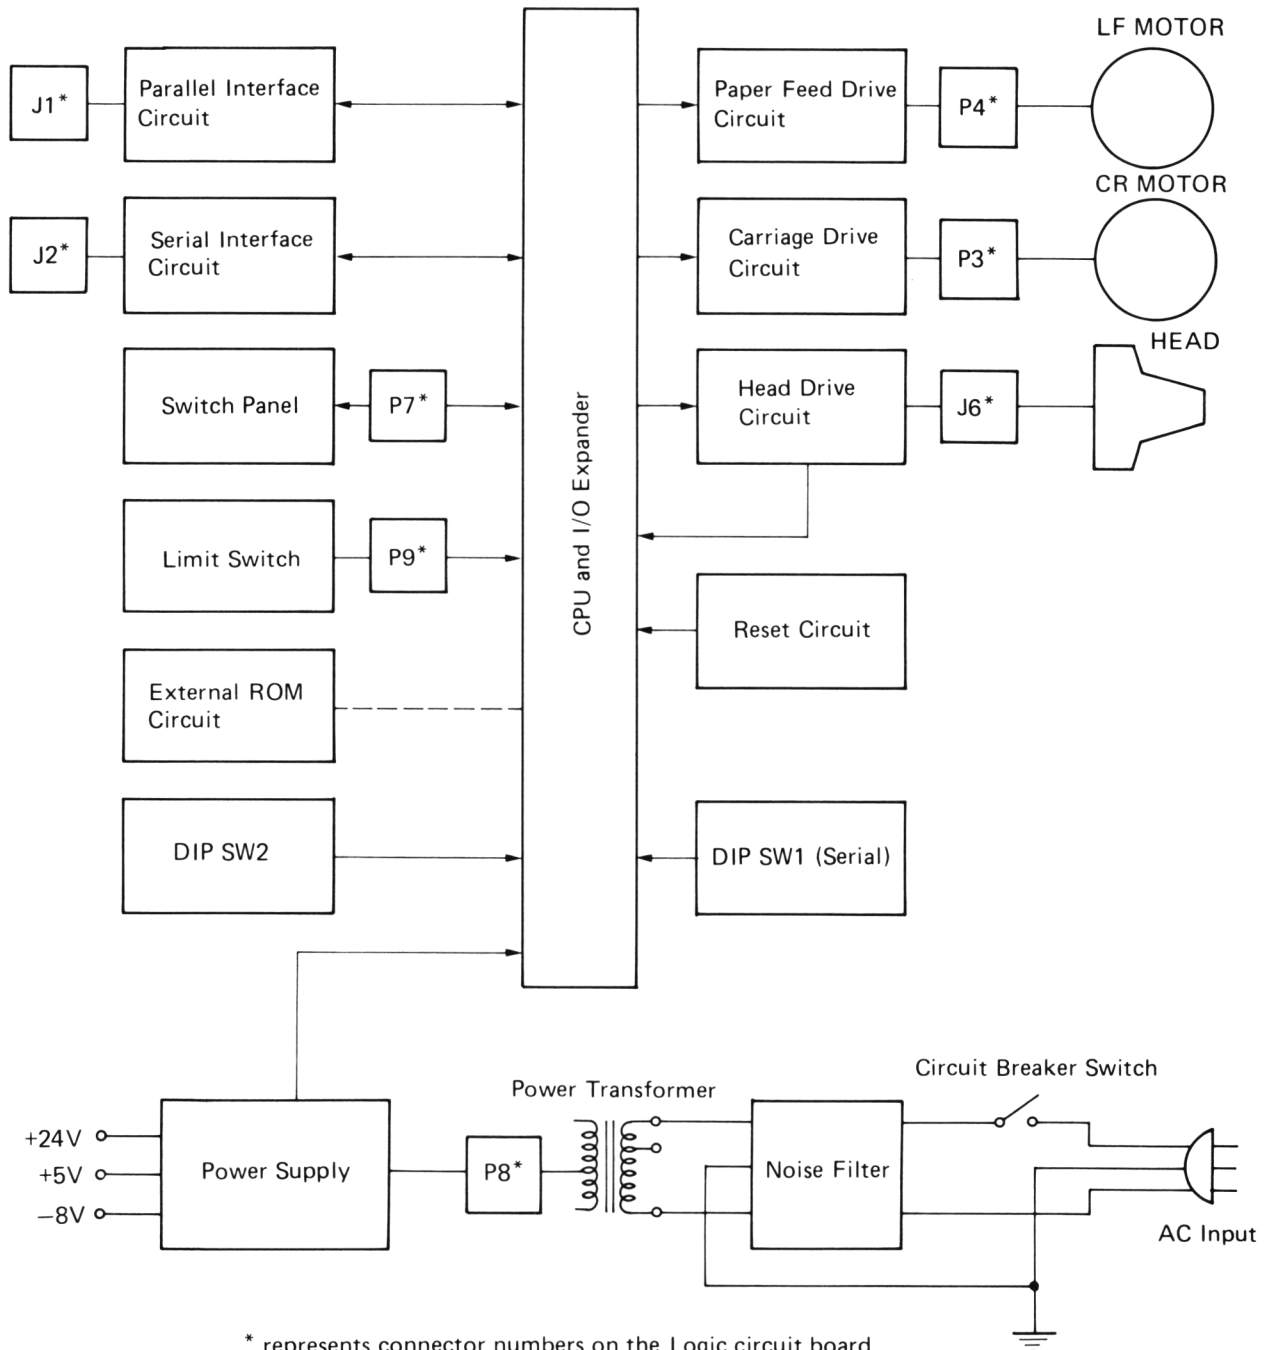 LF MOTOR
J1*
Parallel Interface
Circuit
Paper Feed Drive
Circuit
P4*
CR MOTOR
J2*
Serial Interface
Circuit
Carriage Drive
Circuit
P3*
HEAD
Switch Panel
P7*
CPU and I/O Expander
Head Drive
Circuit
J6*
Limit Switch
P9*
Reset Circuit
External ROM
Circuit
DIP SW2
DIP SW1 (Serial)
Circuit Breaker Switch
Power Transformer
+24V
+5V
−8V
Power Supply
P8*
Noise Filter
AC Input
* represents connector numbers on the Logic circuit board